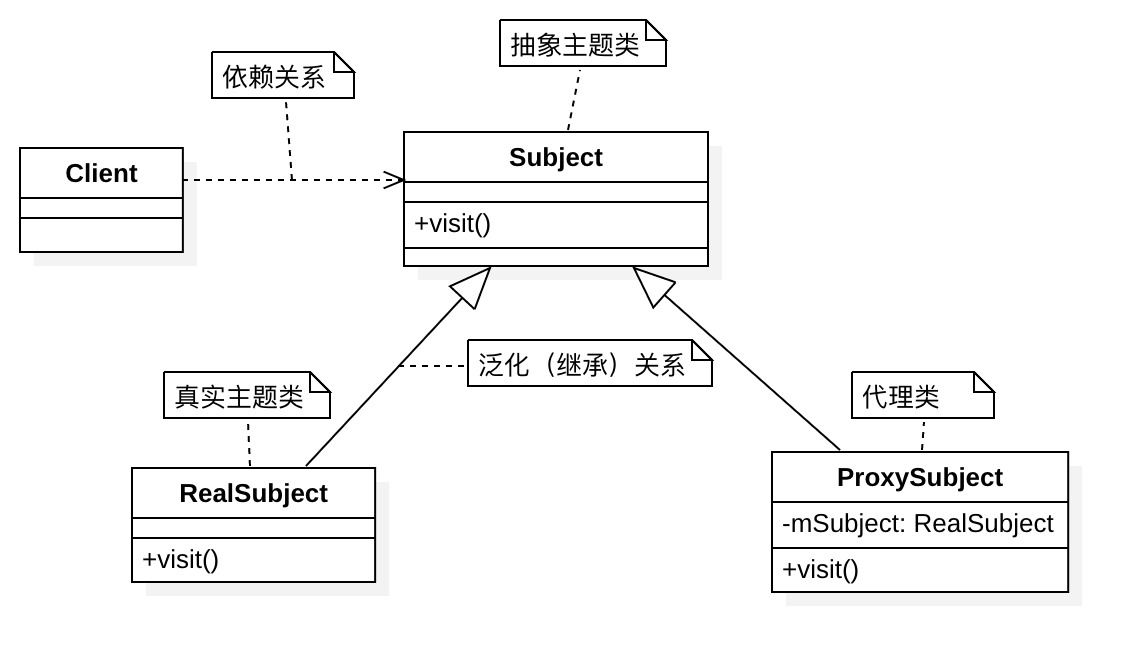 抽象主题类
依赖关系
Client
Subject
+visit()
泛化（继承）关系
真实主题类
代理类
RealSubject
+visit()
ProxySubject
-mSubject: RealSubject
+visit()